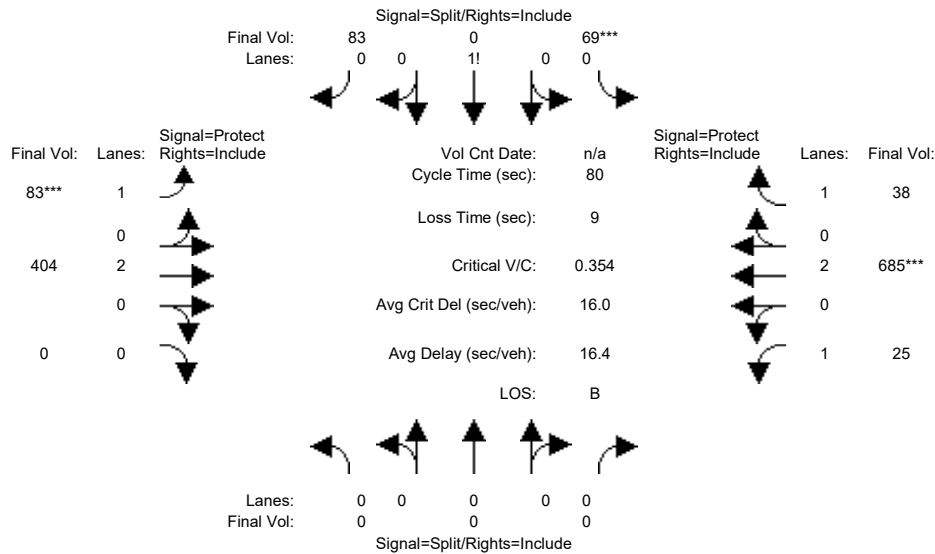 Signal=Split/Rights=Include
Final Vol: 83 0 69***
Lanes: 0 0 1! 0 0
Signal=Protect
Final Vol: Lanes: Rights=Include
Vol Cnt Date: n/a
Signal=Protect
Rights=Include Lanes: Final Vol:
Cycle Time (sec): 80
83*** 1
1 38
Loss Time (sec): 9
0
0
404 2
Critical V/C: 0.354
2 685***
0
Avg Crit Del (sec/veh): 16.0
0
0 0
Avg Delay (sec/veh): 16.4
1 25
LOS: B
Lanes: 0 0 0 0 0
Final Vol: 0 0 0
Signal=Split/Rights=Include